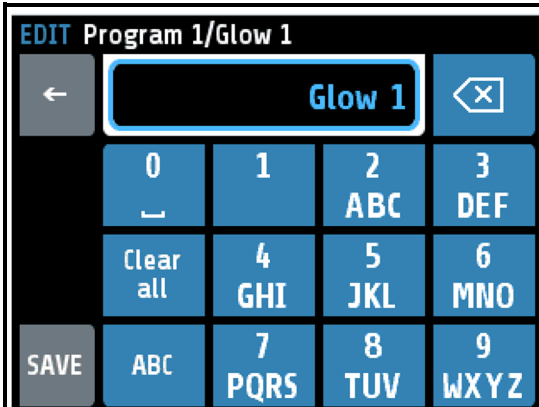 EDIT Program 1/Glow 1
← Glow 1
0 1 2 3
ABC DEF
Clear all 4 5 6
GHI JKL MNO
SAVE ABC 7 8 9
PQRS TUV WXYZ